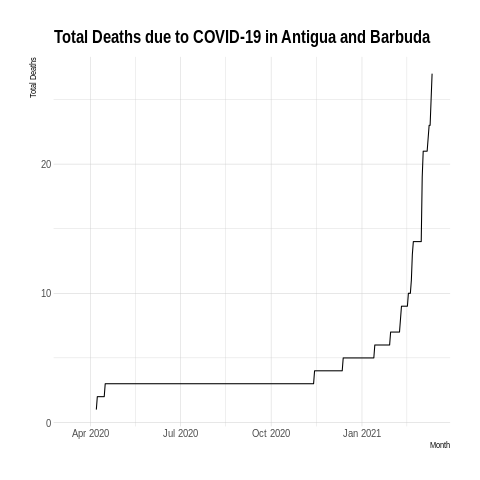 Total Deaths due to COVID-19 in Antigua and Barbuda
Total Deaths
20
10
0
Apr 2020 Jul 2020 Oct 2020 Jan 2021
Month